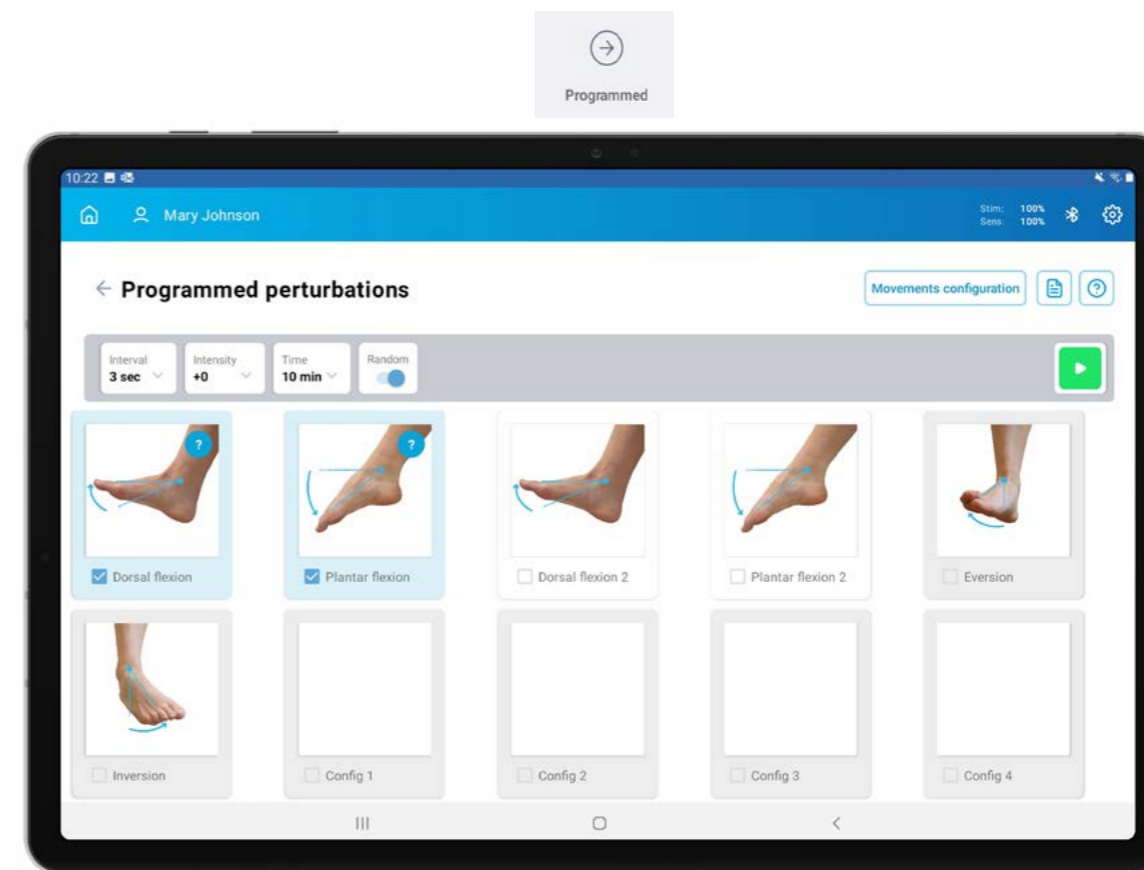 Programmed
10:22
Mary Johnson
Stim: 100%
Sens: 100%
Programmed perturbations
Movements configuration
Interval
3 sec
Intensity
+0
Time
10 min
Random
?
?
Dorsal flexion
Plantar flexion
Dorsal flexion 2
Plantar flexion 2
Eversion
Inversion
Config 1
Config 2
Config 3
Config 4